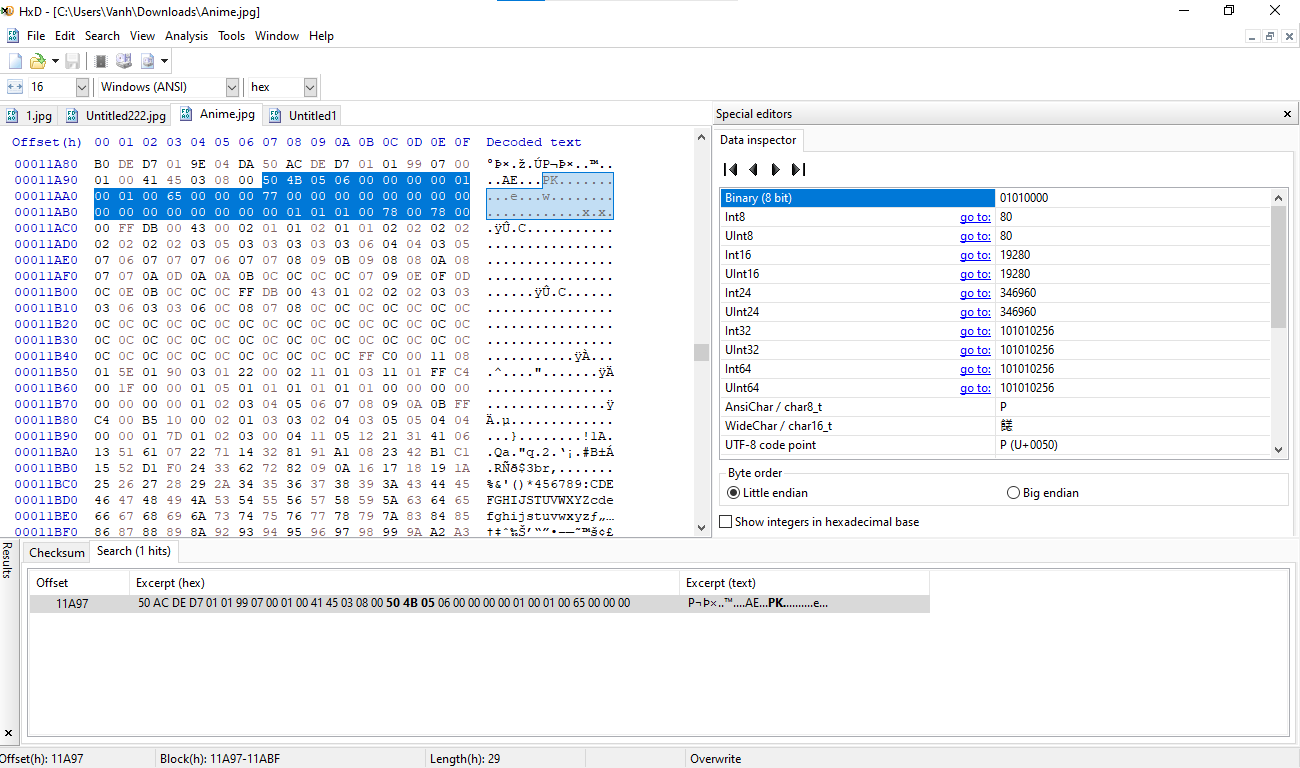 HxD - [C:\Users\Vanh\Downloads\Anime.jpg]
File Edit Search View Analysis Tools Window Help
16 Windows (ANSI) hex
1.jpg Untitled222.jpg Anime.jpg Untitled1
Offset(h) 00 01 02 03 04 05 06 07 08 09 0A 0B 0C 0D 0E 0F Decoded text
00011A80 B0 DE D7 01 9E 04 DA 50 AC DE D7 01 01 99 07 00 °Þ×.ž.ÚP¬Þ×..™..
00011A90 01 00 41 45 03 08 00 50 4B 05 06 00 00 00 00 01 ..AE...PK.......
00011AA0 00 01 00 65 00 00 00 77 00 00 00 00 00 00 00 00 ...e...w........
00011AB0 00 00 00 00 00 00 00 00 01 01 01 00 78 00 78 00 ............x.x.
00011AC0 00 FF DB 00 43 00 02 01 01 02 01 01 02 02 02 02 .ÿÛ.C...........
00011AD0 02 02 02 02 03 05 03 03 03 03 03 06 04 04 03 05 ................
00011AE0 07 06 07 07 07 06 07 07 08 09 0B 09 08 08 0A 08 ................
00011AF0 07 07 0A 0D 0A 0A 0B 0C 0C 0C 0C 07 09 0E 0F 0D ................
00011B00 0C 0E 0B 0C 0C 0C FF DB 00 43 01 02 02 02 03 03 ......ÿÛ.C......
00011B10 03 06 03 03 06 0C 08 07 08 0C 0C 0C 0C 0C 0C 0C ................
00011B20 0C 0C 0C 0C 0C 0C 0C 0C 0C 0C 0C 0C 0C 0C 0C 0C ................
00011B30 0C 0C 0C 0C 0C 0C 0C 0C 0C 0C 0C 0C 0C 0C 0C 0C ................
00011B40 0C 0C 0C 0C 0C 0C 0C 0C 0C 0C 0C FF C0 00 11 08 ...........ÿÀ...
00011B50 01 5E 01 90 03 01 22 00 02 11 01 03 11 01 FF C4 .^....".......ÿÄ
00011B60 00 1F 00 00 01 05 01 01 01 01 01 01 00 00 00 00 ................
00011B70 00 00 00 00 01 02 03 04 05 06 07 08 09 0A 0B FF ...............ÿ
00011B80 C4 00 B5 10 00 02 01 03 03 02 04 03 05 05 04 04 Ä.µ.............
00011B90 00 00 01 7D 01 02 03 00 04 11 05 12 21 31 41 06 ...}........!1A.
00011BA0 13 51 61 07 22 71 14 32 81 91 A1 08 23 42 B1 C1 .Qa."q.2.‘¡.#B±Á
00011BB0 15 52 D1 F0 24 33 62 72 82 09 0A 16 17 18 19 1A .RÑð$3br‚.......
00011BC0 25 26 27 28 29 2A 34 35 36 37 38 39 3A 43 44 45 %&'()*456789:CDE
00011BD0 46 47 48 49 4A 53 54 55 56 57 58 59 5A 63 64 65 FGHIJSTUVWXYZcde
00011BE0 66 67 68 69 6A 73 74 75 76 77 78 79 7A 83 84 85 fghijstuvwxyzƒ„…
00011BF0 86 87 88 89 8A 92 93 94 95 96 97 98 99 9A A2 A3 †‡ˆ‰Š’“”•–—˜™š¢£
Special editors
Data inspector
Binary (8 bit) 01010000
Int8 go to: 80
UInt8 go to: 80
Int16 go to: 19280
UInt16 go to: 19280
Int24 go to: 346960
UInt24 go to: 346960
Int32 go to: 101010256
UInt32 go to: 101010256
Int64 go to: 101010256
UInt64 go to: 101010256
AnsiChar / char8_t P
WideChar / char16_t
UTF-8 code point P (U+0050)
Byte order
Little endian Big endian
Show integers in hexadecimal base
Results
Checksum Search (1 hits)
Offset Excerpt (hex) Excerpt (text)
11A97 50 AC DE D7 01 01 99 07 00 01 00 41 45 03 08 00 50 4B 05 06 00 00 00 00 01 00 01 00 65 00 00 00 P¬Þ×..™....AE...PK..........e...
Offset(h): 11A97 Block(h): 11A97-11ABF Length(h): 29 Overwrite